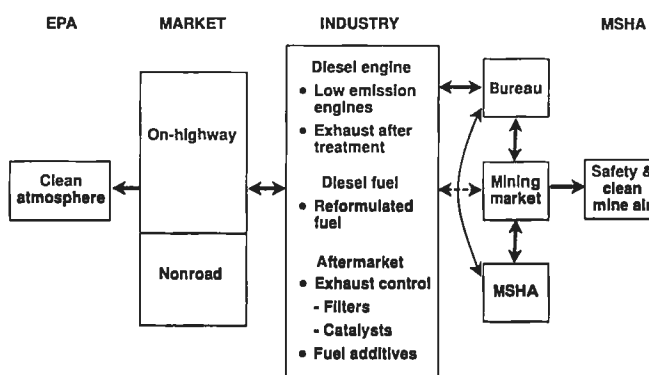 EPA
MARKET
INDUSTRY
MSHA
Clean
atmosphere
On-highway
Nonroad
Diesel engine
• Low emission
engines
• Exhaust after
treatment
Diesel fuel
• Reformulated
fuel
Aftermarket
• Exhaust control
- Filters
- Catalysts
• Fuel additives
Bureau
Mining
market
MSHA
Safety &
clean
mine air